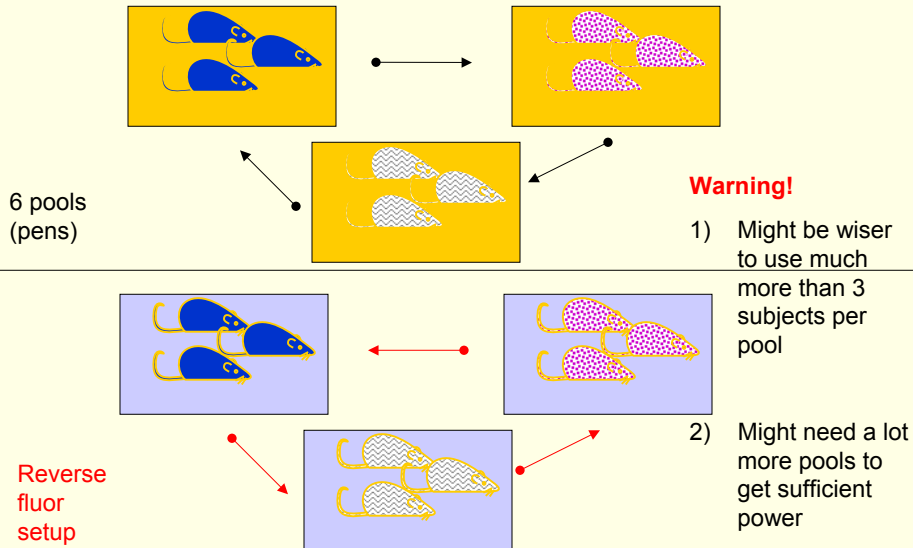 6 pools
(pens)
Warning!
1) Might be wiser
to use much
more than 3
subjects per
pool
2) Might need a lot
more pools to
get sufficient
power
Reverse
fluor
setup